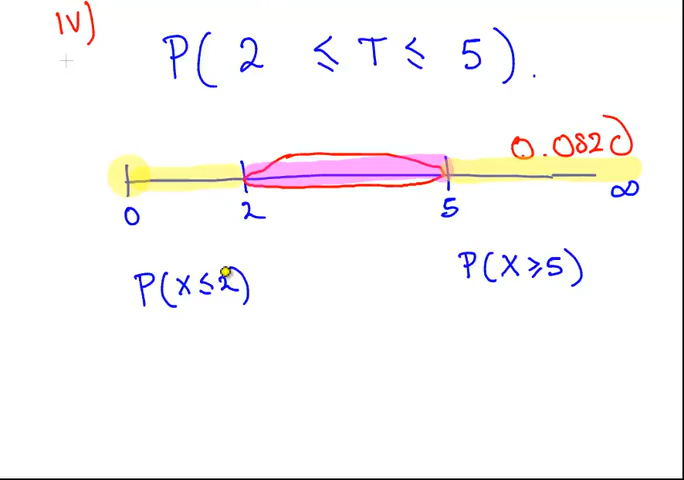 IV)
P( 2 ≤ T ≤ 5 ).
0.0820
0 2 5 ∞
P(X ≤ 2) P(X ≥ 5)